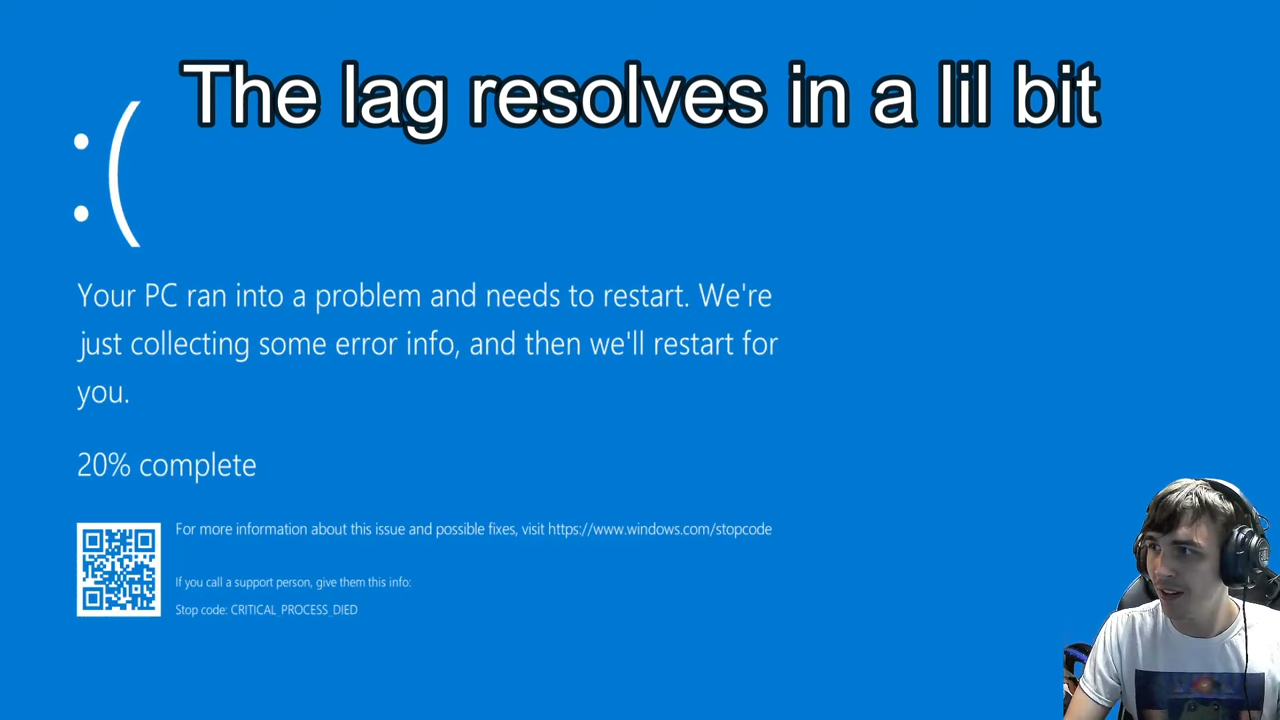 The lag resolves in a lil bit
:(
Your PC ran into a problem and needs to restart. We're
just collecting some error info, and then we'll restart for
you.
20% complete
For more information about this issue and possible fixes, visit https://www.windows.com/stopcode
If you call a support person, give them this info:
Stop code: CRITICAL_PROCESS_DIED